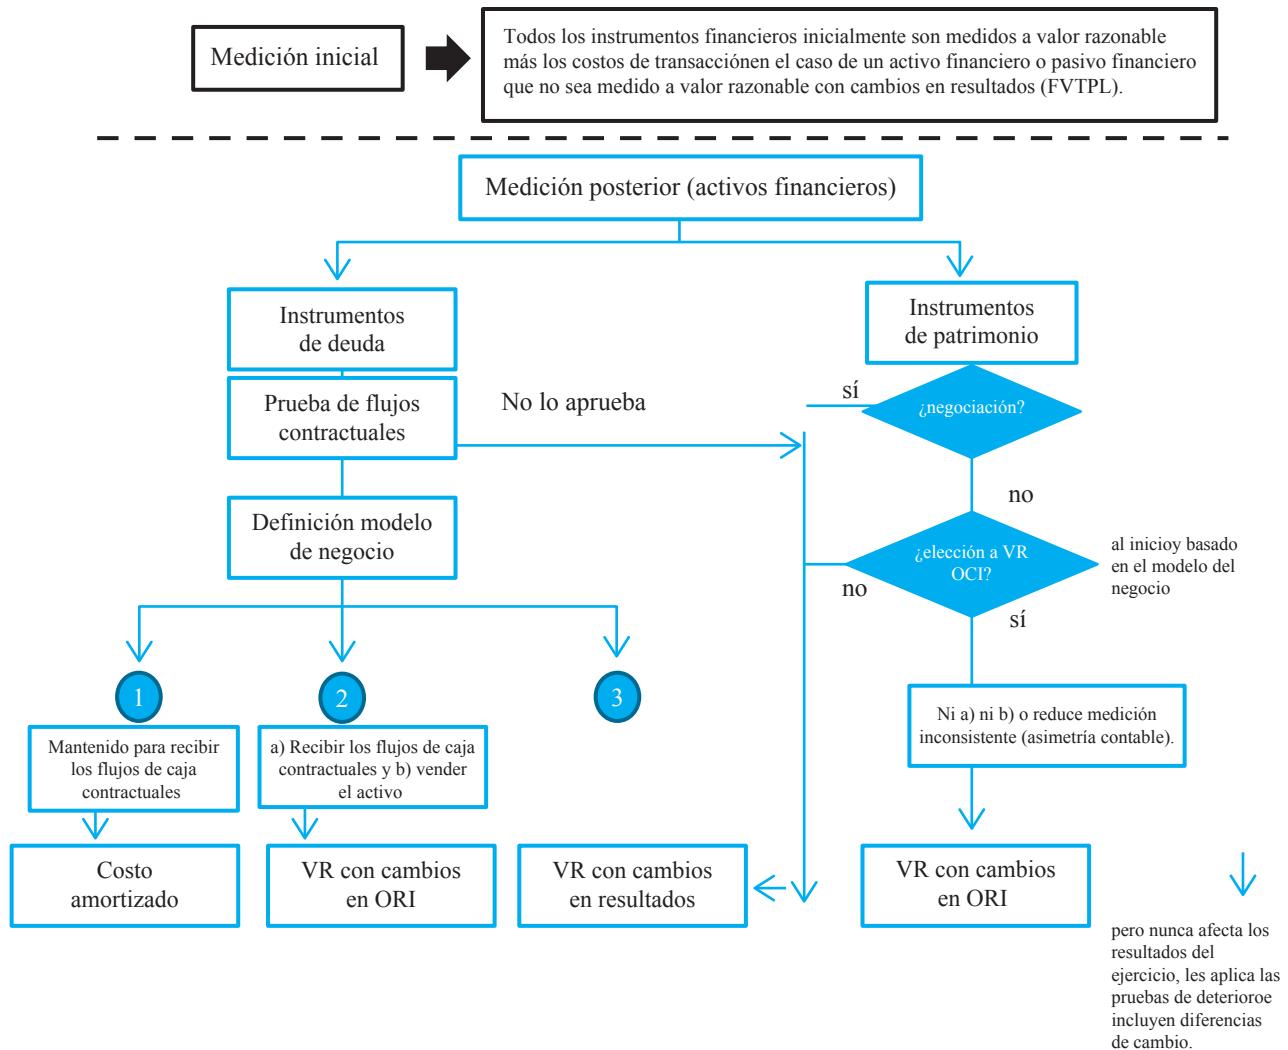 Medición inicial
Todos los instrumentos financieros inicialmente son medidos a valor razonable
más los costos de transacciónen el caso de un activo financiero o pasivo financiero
que no sea medido a valor razonable con cambios en resultados (FVTPL).
Medición posterior (activos financieros)
Instrumentos
de deuda
Instrumentos
de patrimonio
Prueba de flujos
contractuales
No lo aprueba
sí
¿negociación?
no
Definición modelo
de negocio
¿elección a VR
OCI?
al inicioy basado
en el modelo del
negocio
no
sí
1
2
3
Mantenido para recibir
los flujos de caja
contractuales
a) Recibir los flujos de caja
contractuales y b) vender
el activo
Ni a) ni b) o reduce medición
inconsistente (asimetría contable).
Costo
amortizado
VR con cambios
en ORI
VR con cambios
en resultados
VR con cambios
en ORI
pero nunca afecta los
resultados del
ejercicio, les aplica las
pruebas de deterioroe
incluyen diferencias
de cambio.